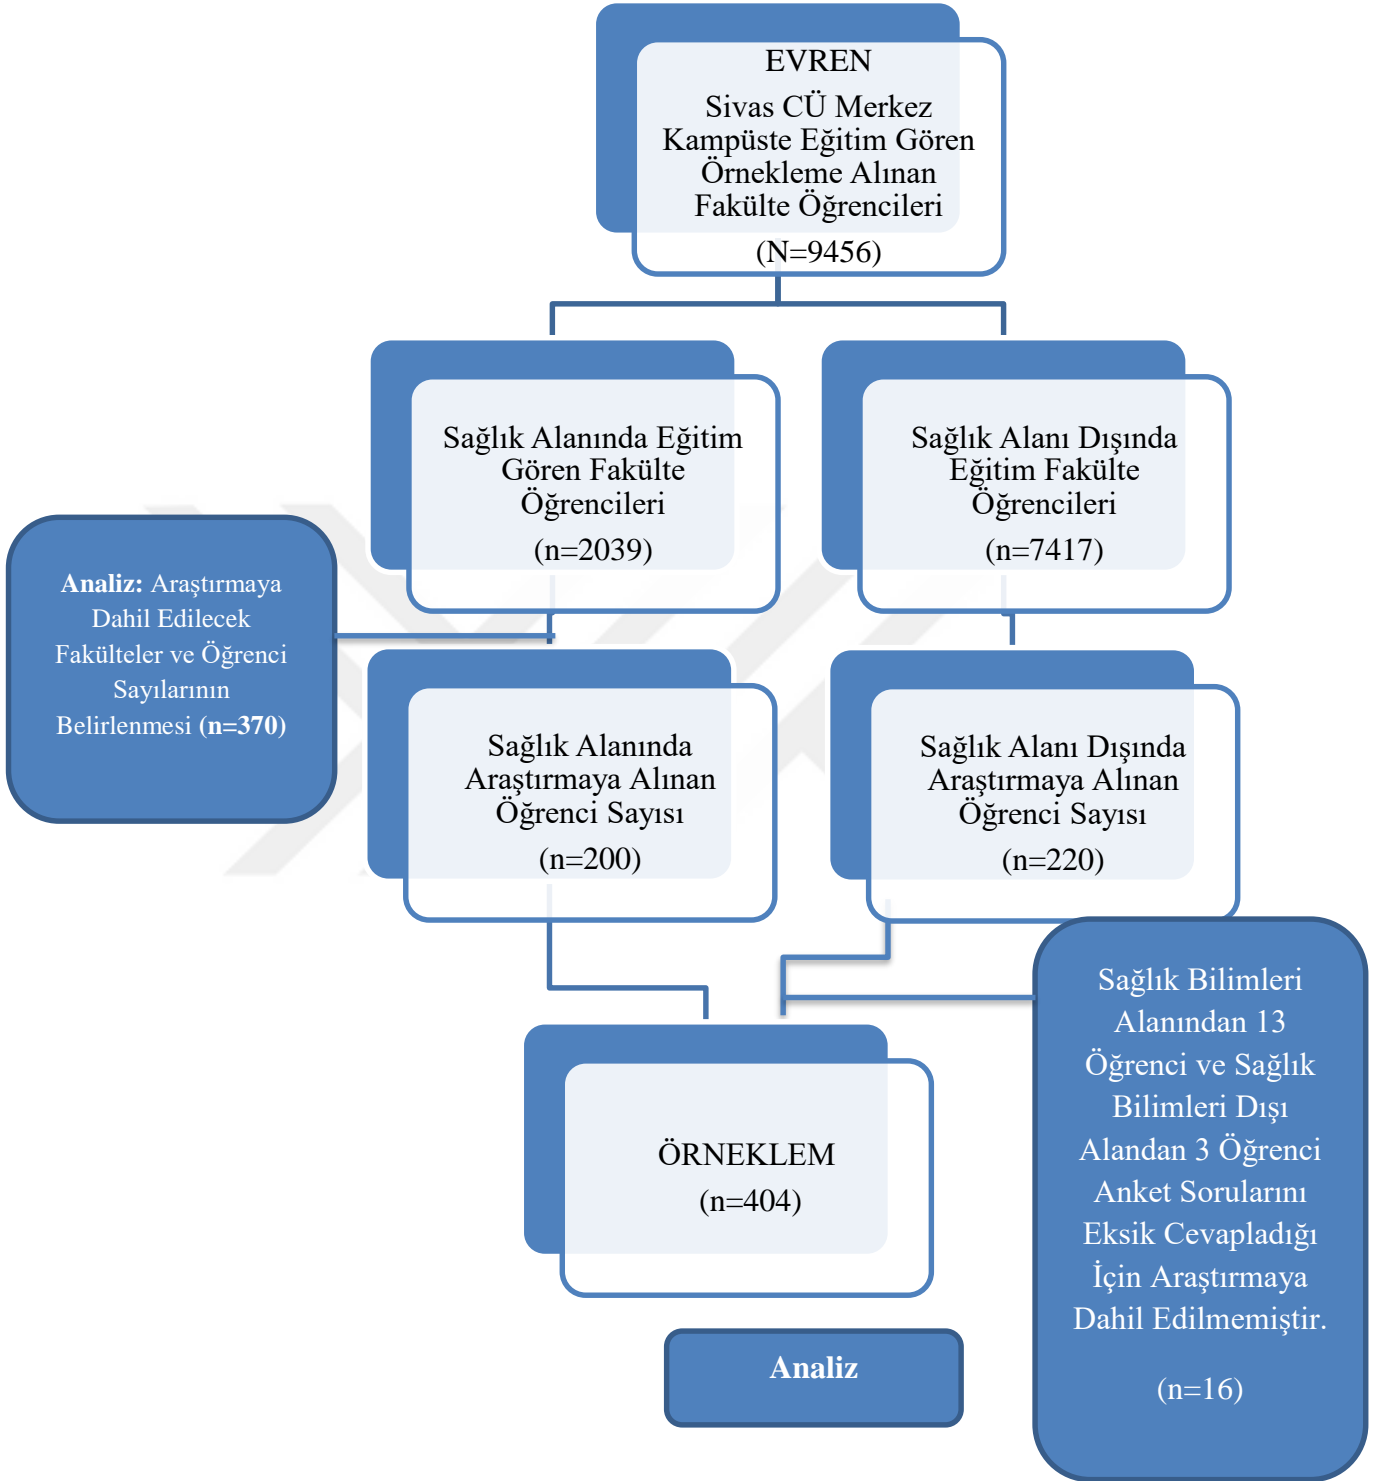 EVREN
Sivas CÜ Merkez
Kampüste Eğitim Gören
Örnekleme Alınan
Fakülte Öğrencileri
(N=9456)
Sağlık Alanında Eğitim
Gören Fakülte
Öğrencileri
(n=2039)
Sağlık Alanı Dışında
Eğitim Fakülte
Öğrencileri
(n=7417)
Analiz: Araştırmaya
Dahil Edilecek
Fakülteler ve Öğrenci
Sayılarının
Belirlenmesi (n=370)
Sağlık Alanında
Araştırmaya Alınan
Öğrenci Sayısı
(n=200)
Sağlık Alanı Dışında
Araştırmaya Alınan
Öğrenci Sayısı
(n=220)
Sağlık Bilimleri
Alanından 13
Öğrenci ve Sağlık
Bilimleri Dışı
Alandan 3 Öğrenci
Anket Sorularını
Eksik Cevapladığı
İçin Araştırmaya
Dahil Edilmemiştir.
(n=16)
ÖRNEKLEM
(n=404)
Analiz